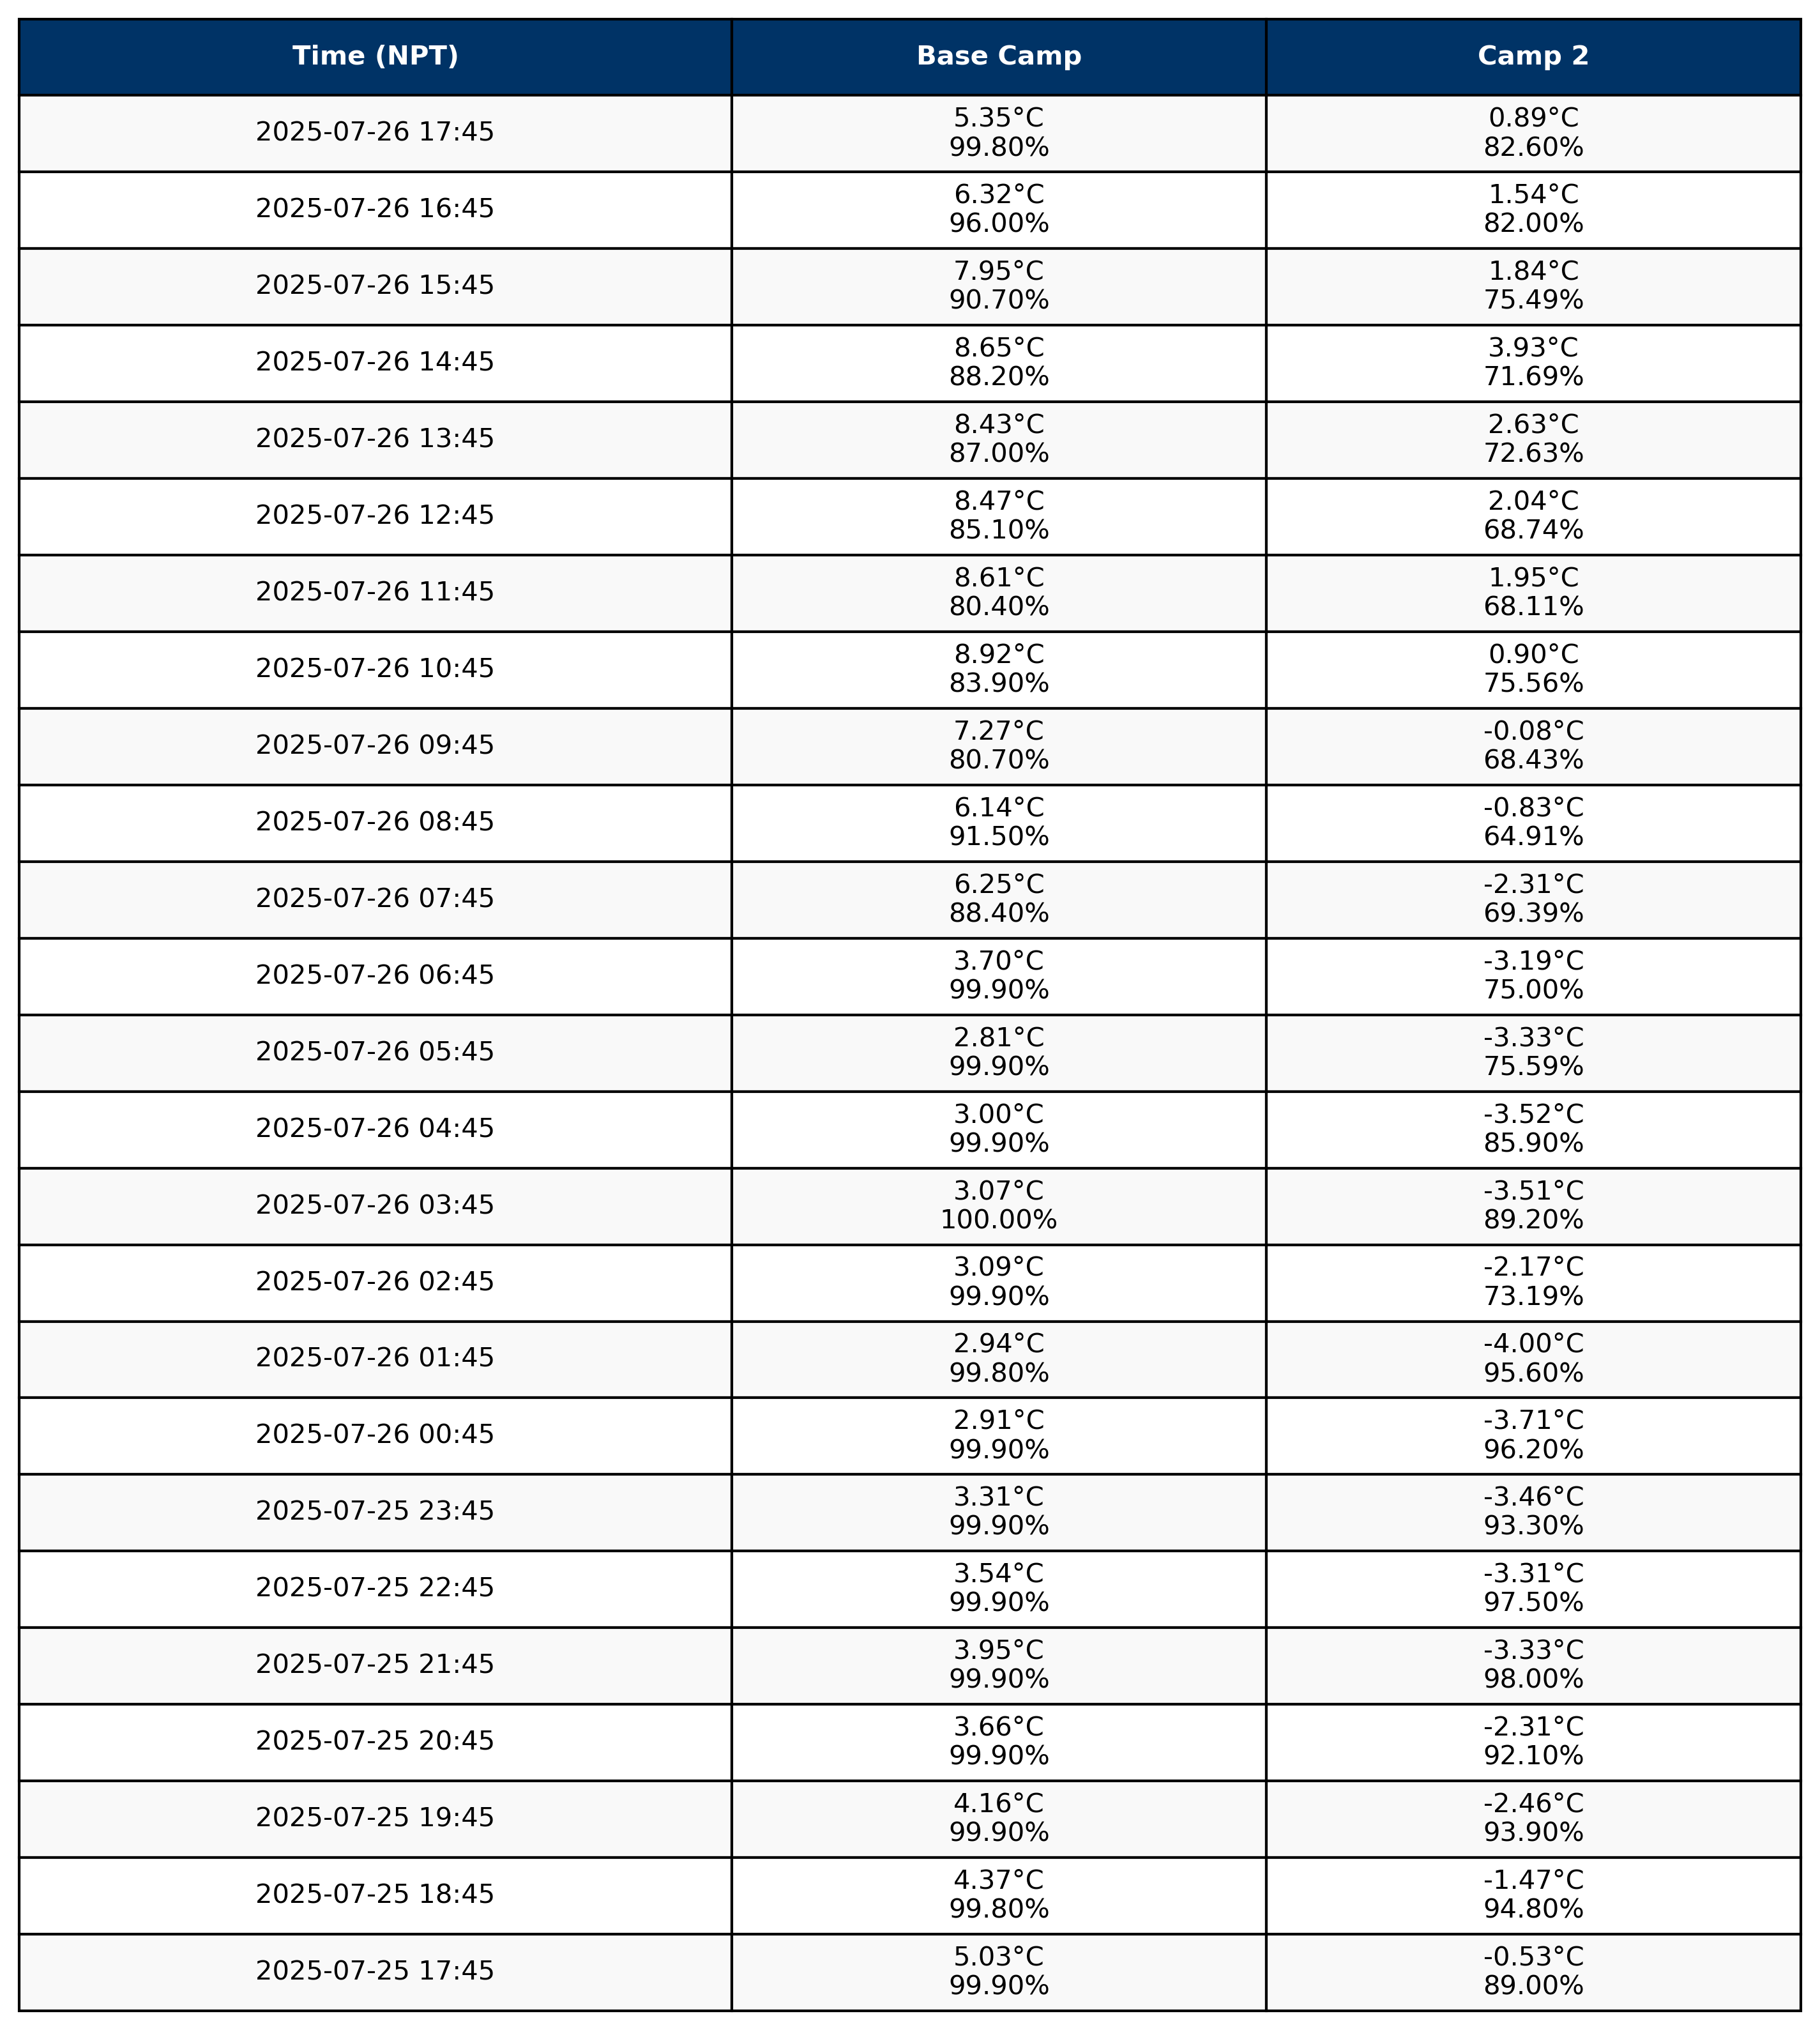 Time (NPT) Base Camp Camp 2
2025-07-26 17:45 5.35°C 0.89°C
99.80% 82.60%
2025-07-26 16:45 6.32°C 1.54°C
96.00% 82.00%
2025-07-26 15:45 7.95°C 1.84°C
90.70% 75.49%
2025-07-26 14:45 8.65°C 3.93°C
88.20% 71.69%
2025-07-26 13:45 8.43°C 2.63°C
87.00% 72.63%
2025-07-26 12:45 8.47°C 2.04°C
85.10% 68.74%
2025-07-26 11:45 8.61°C 1.95°C
80.40% 68.11%
2025-07-26 10:45 8.92°C 0.90°C
83.90% 75.56%
2025-07-26 09:45 7.27°C -0.08°C
80.70% 68.43%
2025-07-26 08:45 6.14°C -0.83°C
91.50% 64.91%
2025-07-26 07:45 6.25°C -2.31°C
88.40% 69.39%
2025-07-26 06:45 3.70°C -3.19°C
99.90% 75.00%
2025-07-26 05:45 2.81°C -3.33°C
99.90% 75.59%
2025-07-26 04:45 3.00°C -3.52°C
99.90% 85.90%
2025-07-26 03:45 3.07°C -3.51°C
100.00% 89.20%
2025-07-26 02:45 3.09°C -2.17°C
99.90% 73.19%
2025-07-26 01:45 2.94°C -4.00°C
99.80% 95.60%
2025-07-26 00:45 2.91°C -3.71°C
99.90% 96.20%
2025-07-25 23:45 3.31°C -3.46°C
99.90% 93.30%
2025-07-25 22:45 3.54°C -3.31°C
99.90% 97.50%
2025-07-25 21:45 3.95°C -3.33°C
99.90% 98.00%
2025-07-25 20:45 3.66°C -2.31°C
99.90% 92.10%
2025-07-25 19:45 4.16°C -2.46°C
99.90% 93.90%
2025-07-25 18:45 4.37°C -1.47°C
99.80% 94.80%
2025-07-25 17:45 5.03°C -0.53°C
99.90% 89.00%